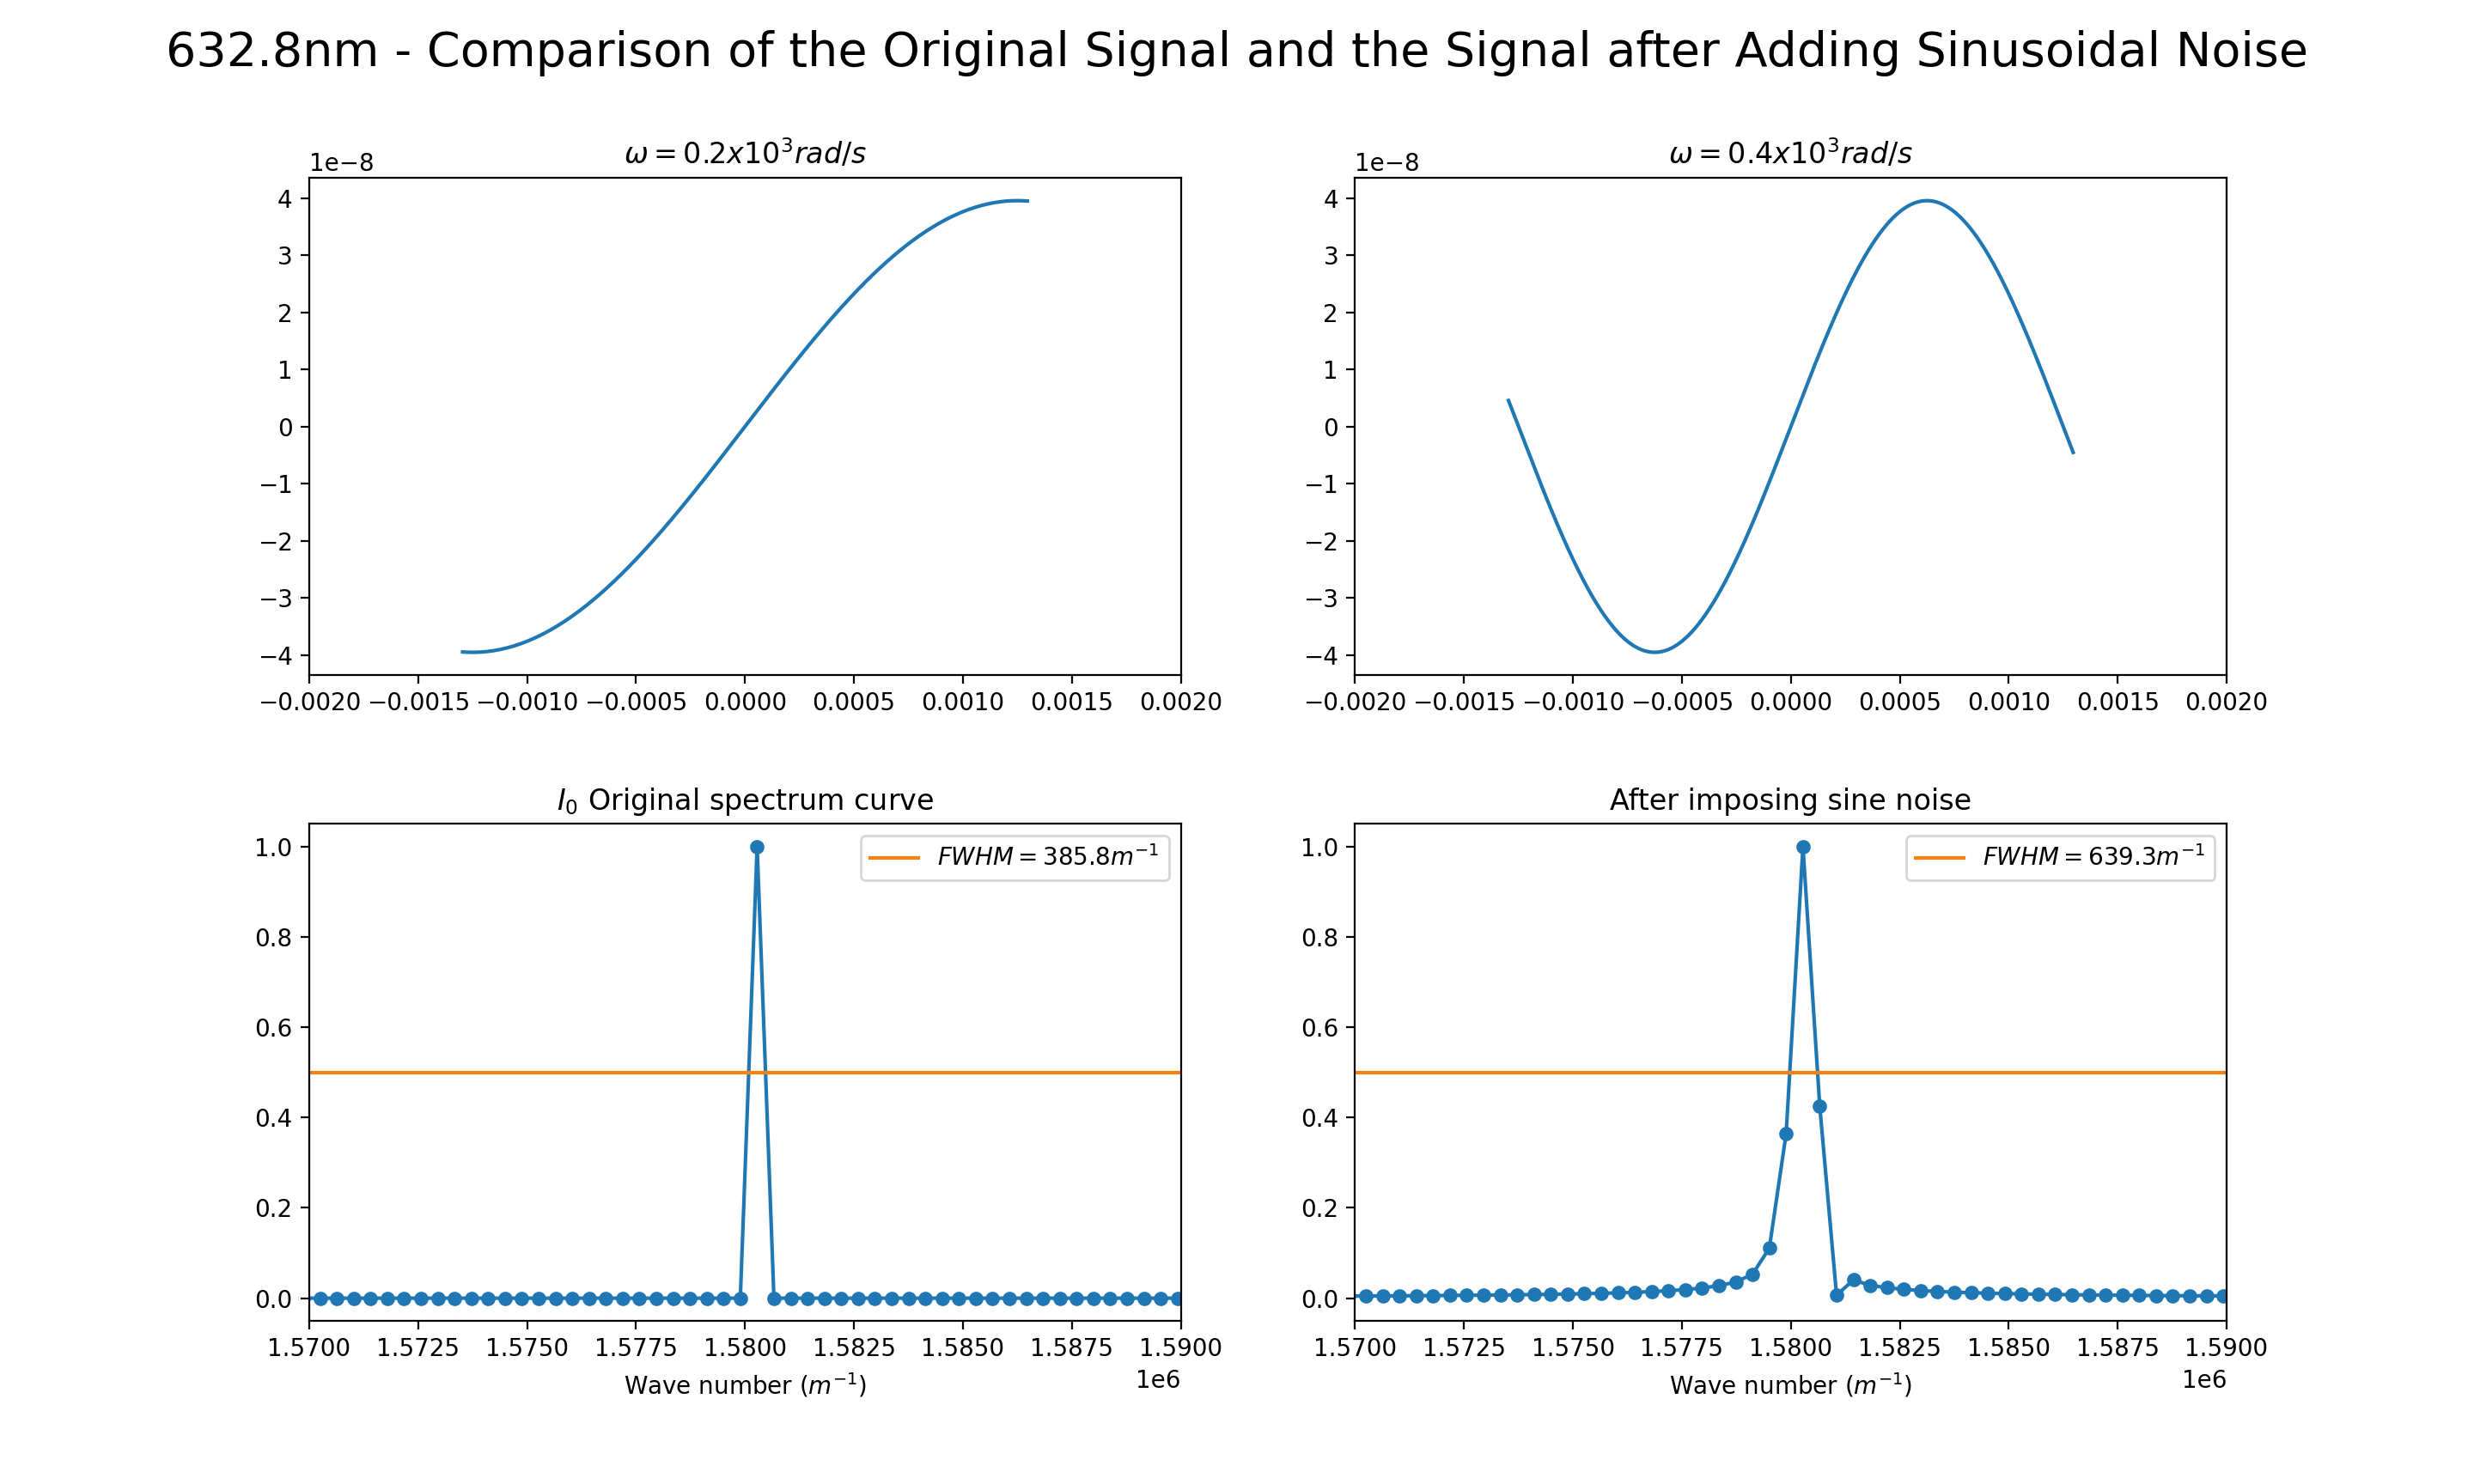 632.8nm - Comparison of the Original Signal and the Signal after Adding Sinusoidal Noise
ω = 0.2x10³rad/s
1e−8
4
3
2
1
0
−1
−2
−3
−4
−0.0020 −0.0015 −0.0010 −0.0005 0.0000 0.0005 0.0010 0.0015 0.0020
ω = 0.4x10³rad/s
1e−8
4
3
2
1
0
−1
−2
−3
−4
−0.0020 −0.0015 −0.0010 −0.0005 0.0000 0.0005 0.0010 0.0015 0.0020
I₀ Original spectrum curve
FWHM = 385.8m⁻¹
1.0
0.8
0.6
0.4
0.2
0.0
1.5700 1.5725 1.5750 1.5775 1.5800 1.5825 1.5850 1.5875 1.5900
1e6
Wave number (m⁻¹)
After imposing sine noise
FWHM = 639.3m⁻¹
1.0
0.8
0.6
0.4
0.2
0.0
1.5700 1.5725 1.5750 1.5775 1.5800 1.5825 1.5850 1.5875 1.5900
1e6
Wave number (m⁻¹)